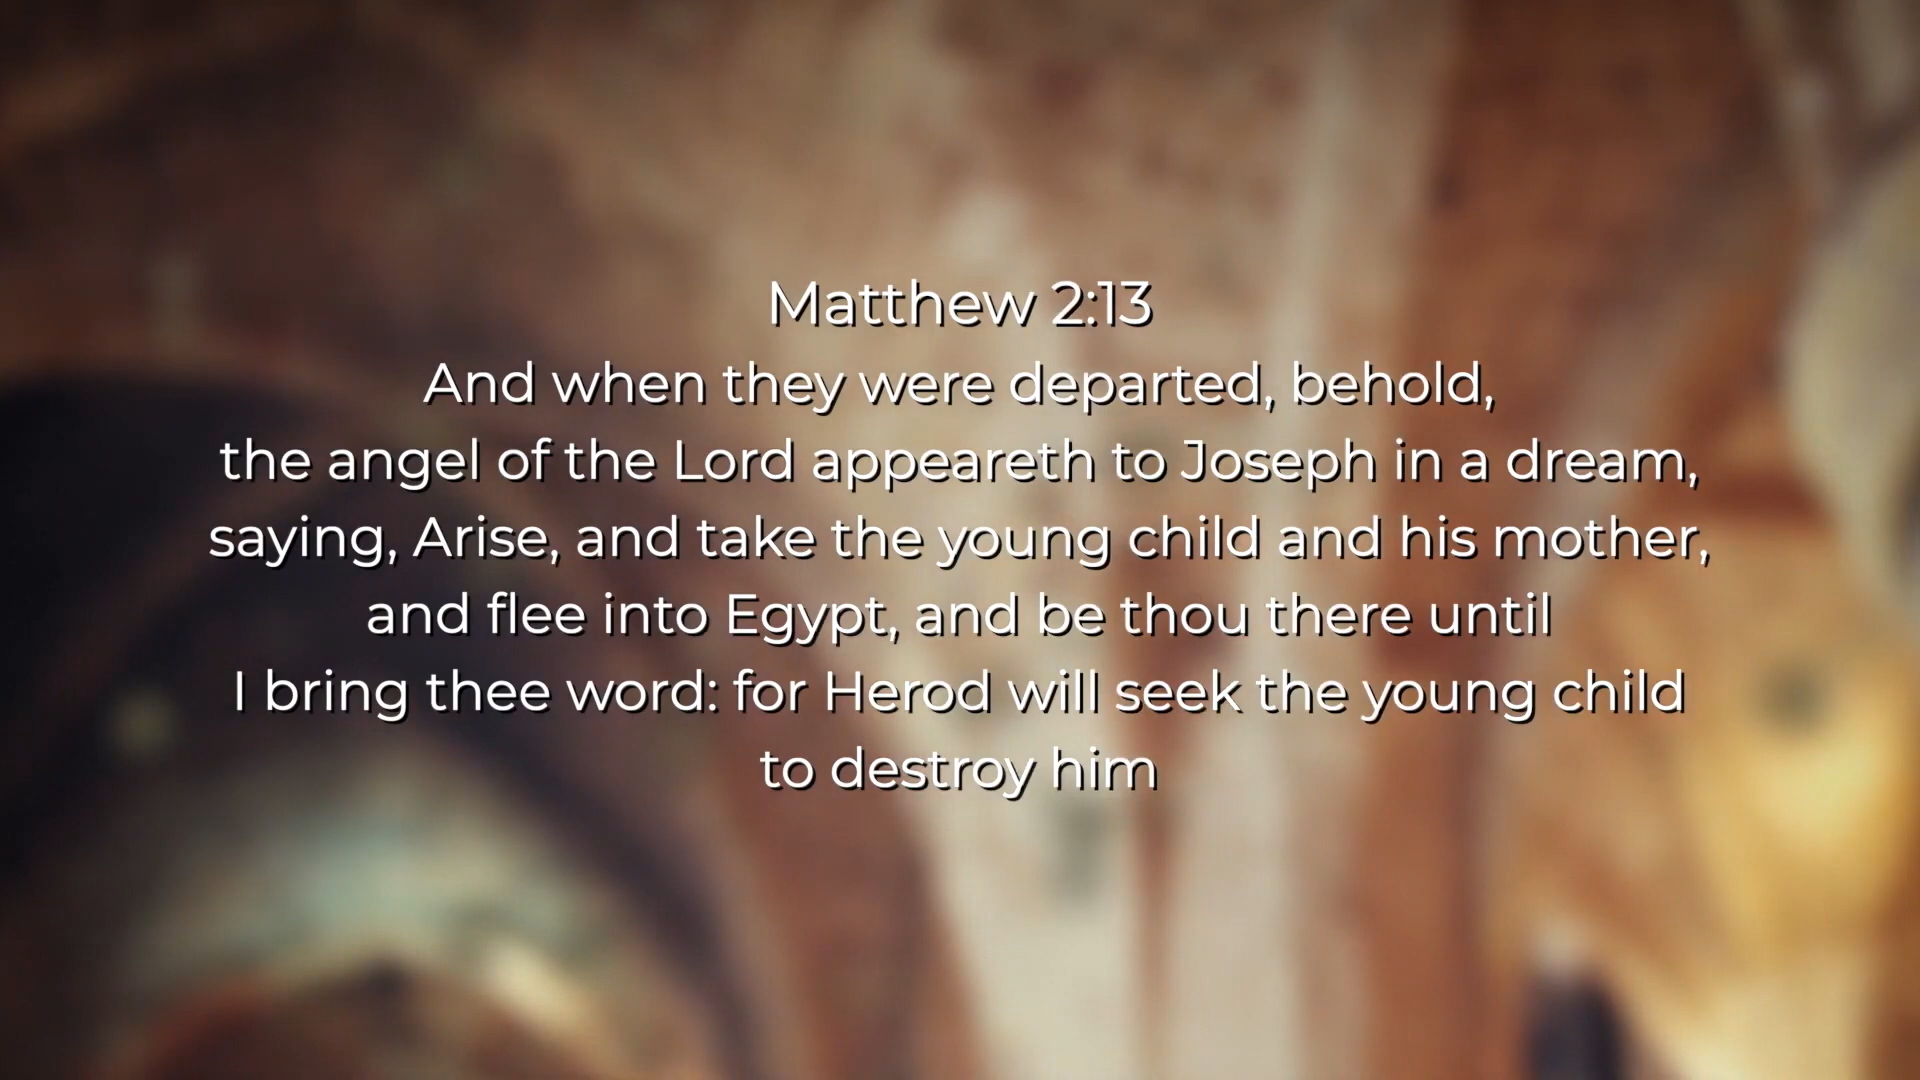 Matthew 2:13
And when they were departed, behold,
the angel of the Lord appeareth to Joseph in a dream,
saying, Arise, and take the young child and his mother,
and flee into Egypt, and be thou there until
I bring thee word: for Herod will seek the young child
to destroy him